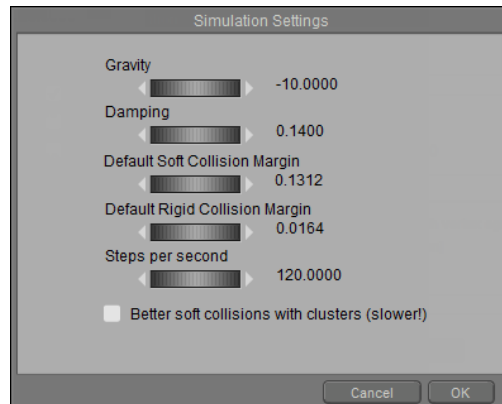 Simulation Settings
Gravity
-10.0000
Damping
0.1400
Default Soft Collision Margin
0.1312
Default Rigid Collision Margin
0.0164
Steps per second
120.0000
Better soft collisions with clusters (slower!)
Cancel OK